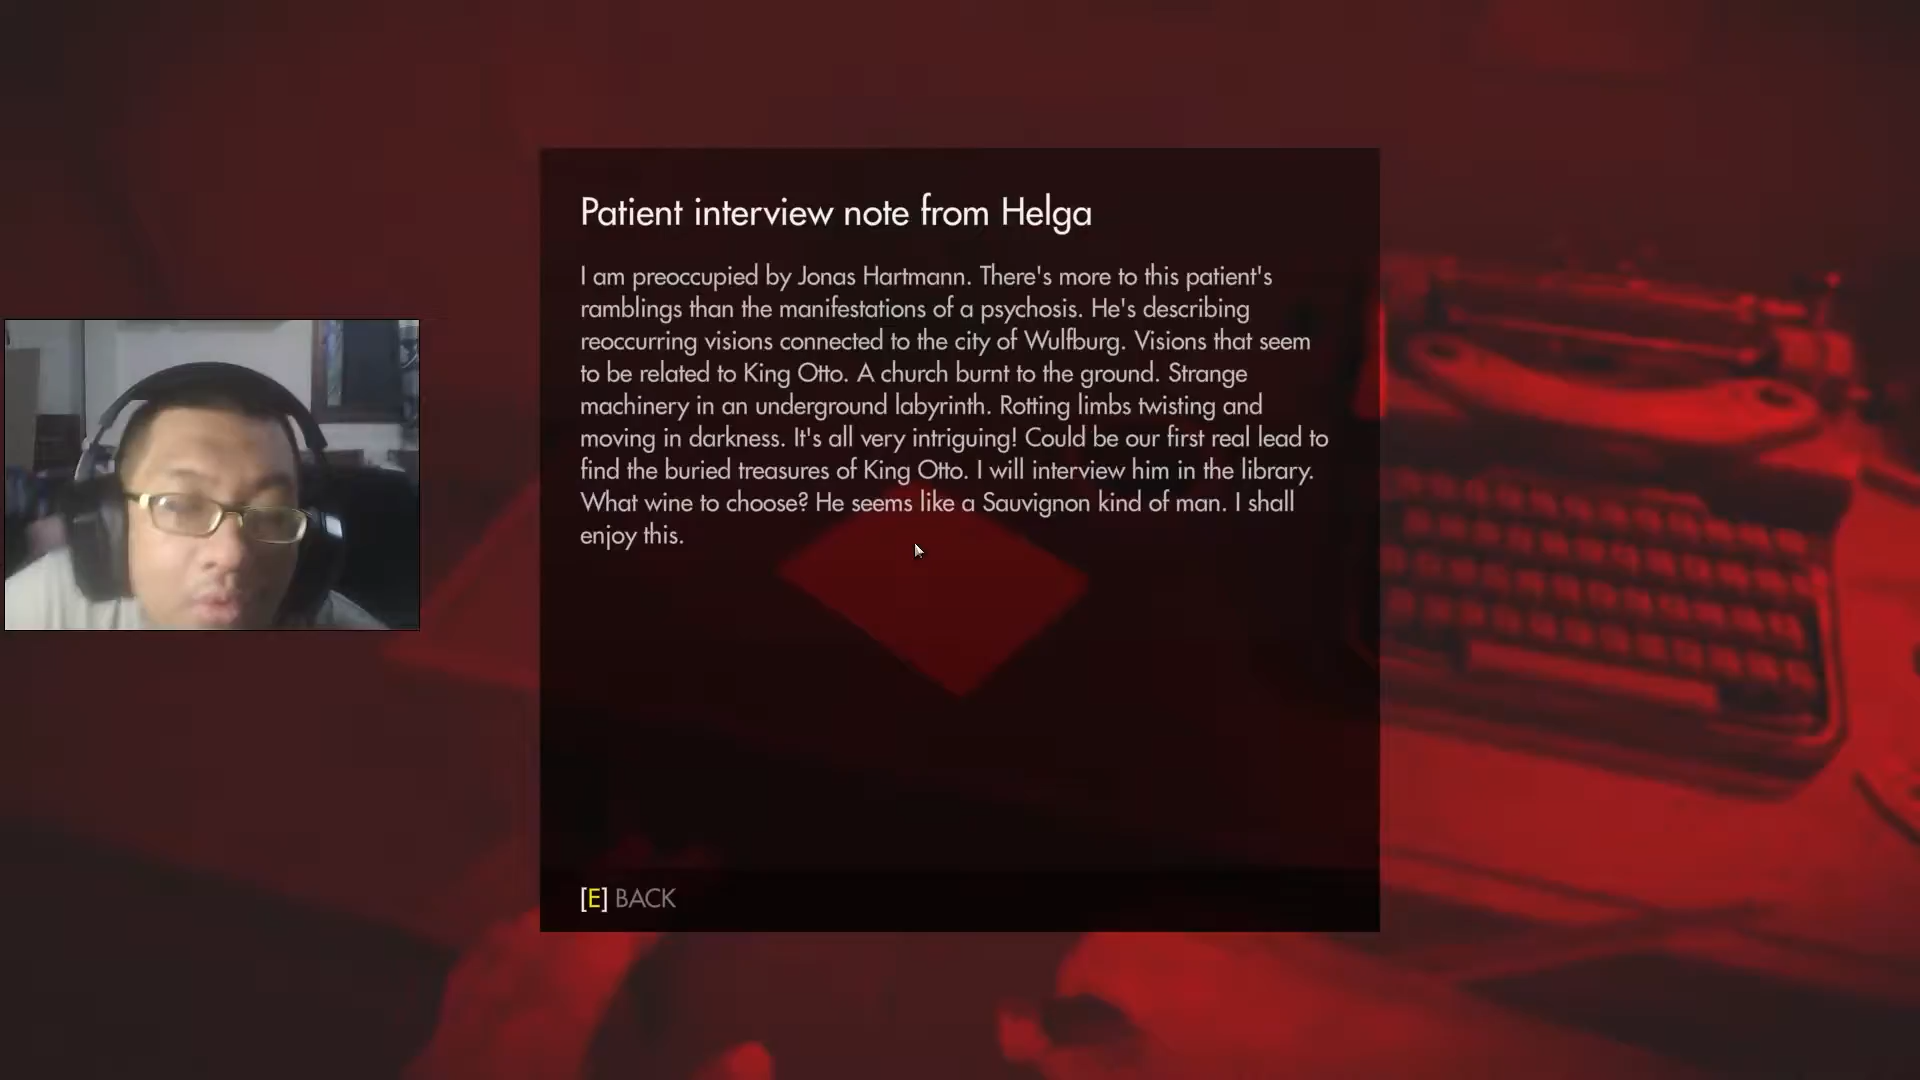 Patient interview note from Helga
I am preoccupied by Jonas Hartmann. There's more to this patient's
ramblings than the manifestations of a psychosis. He's describing
reoccurring visions connected to the city of Wulfburg. Visions that seem
to be related to King Otto. A church burnt to the ground. Strange
machinery in an underground labyrinth. Rotting limbs twisting and
moving in darkness. It's all very intriguing! Could be our first real lead to
find the buried treasures of King Otto. I will interview him in the library.
What wine to choose? He seems like a Sauvignon kind of man. I shall
enjoy this.
[E] BACK